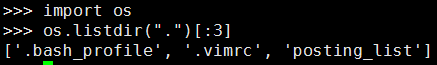 >>> import os
>>> os.listdir(".")[:3]
['.bash_profile', '.vimrc', 'posting_list']